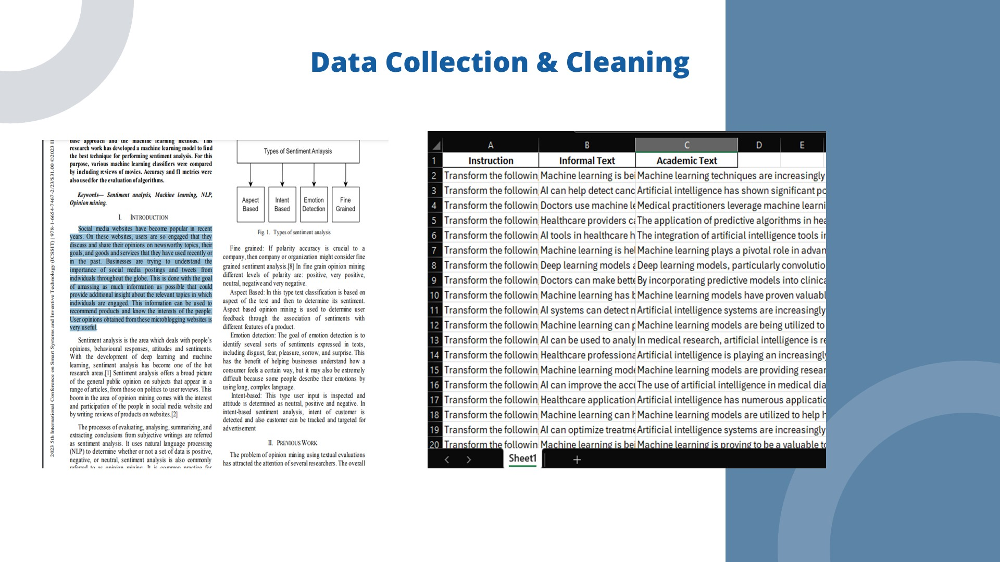 Data Collection & Cleaning
2023 5th International Conference on Smart Systems and Inventive Technology (ICSSIT) | 978-1-6654-7467-2/23/$31.00 ©2023 I
base approach and the machine learning methods. This
research work has developed a machine learning model to find
the best technique for performing sentiment analysis. For this
purpose, various machine learning classifiers were compared
by including reviews of movies. Accuracy and f1 metrics were
also used for the evaluation of algorithms.
Keywords— Sentiment analysis, Machine learning, NLP,
Opinion mining.
I. INTRODUCTION
Social media websites have become popular in recent
years. On these websites, users are so engaged that they
discuss and share their opinions on newsworthy topics, their
goals, and goods and services that they have used recently or
in the past. Businesses are trying to understand the
importance of social media postings and tweets from
individuals throughout the globe. This is done with the goal
of amassing as much information as possible that could
provide additional insight about the relevant topics in which
individuals are engaged. This information can be used to
recommend products and know the interests of the people.
User opinions obtained from these microblogging websites is
very useful.
Sentiment analysis is the area which deals with people's
opinions, behavioural responses, attitudes and sentiments.
With the development of deep learning and machine
learning, sentiment analysis has become one of the hot
research areas.[1] Sentiment analysis offers a broad picture
of the general public opinion on subjects that appear in a
range of articles, from those on politics to user reviews. This
boom in the area of opinion mining comes with the interest
and participation of the people in social media website and
by writing reviews of products on websites.[2]
The processes of evaluating, analysing, summarizing, and
extracting conclusions from subjective writings are referred
as sentiment analysis. It uses natural language processing
(NLP) to determine whether or not a set of data is positive,
negative, or neutral, sentiment analysis is also commonly
referred to as opinion mining. It is common practice for
Types of Sentiment Anlaysis
Aspect Based
Intent Based
Emotion Detection
Fine Grained
Fig. 1. Types of sentiment analysis
Fine grained: If polarity accuracy is crucial to a
company, then company or organization might consider fine
grained sentiment analysis.[8] In fine grain opinion mining
different levels of polarity are: positive, very positive,
neutral, negative and very negative.
Aspect Based: In this type text classification is based on
aspect of the text and then to determine its sentiment.
Aspect based opinion mining is used to determine user
feedback through the association of sentiments with
different features of a product.
Emotion detection: The goal of emotion detection is to
identify several sorts of sentiments expressed in texts,
including disgust, fear, pleasure, sorrow, and surprise. This
has the benefit of helping businesses understand how a
consumer feels a certain way, but it may also be extremely
difficult because some people describe their emotions by
using long, complex language.
Intent-based: This type user input is inspected and
attitude is determined as neutral, positive and negative. In
intent-based sentiment analysis, intent of customer is
detected and also customer can be tracked and targeted for
advertisement
II. PREVIOUS WORK
The problem of opinion mining using textual evaluations
has attracted the attention of several researchers. The overall
A B C D E
1 Instruction Informal Text Academic Text
2 Transform the followin Machine learning is bei Machine learning techniques are increasingly
3 Transform the followin AI can help detect canc Artificial intelligence has shown significant po
4 Transform the followin Doctors use machine le Medical practitioners leverage machine learni
5 Transform the followin Healthcare providers ca The application of predictive algorithms in hea
6 Transform the followin AI tools in healthcare h The integration of artificial intelligence tools in
7 Transform the followin Machine learning is hel Machine learning plays a pivotal role in advan
8 Transform the followin Deep learning models a Deep learning models, particularly convolutio
9 Transform the followin Doctors can make bette By incorporating predictive models into clinica
10 Transform the followin Machine learning has b Machine learning models have proven valuabl
11 Transform the followin AI systems can detect m Artificial intelligence systems are increasingly
12 Transform the followin Machine learning can p Machine learning models are being utilized to
13 Transform the followin AI can be used to analy In medical research, artificial intelligence is re
14 Transform the followin Healthcare professiona Artificial intelligence is playing an increasingly
15 Transform the followin Machine learning mode Machine learning models are providing resear
16 Transform the followin AI can improve the accu The use of artificial intelligence in medical dia
17 Transform the followin Healthcare application Artificial intelligence has numerous applicatio
18 Transform the followin Machine learning can h Machine learning models are utilized to help h
19 Transform the followin AI can optimize treatme Artificial intelligence systems are increasingly
20 Transform the followin Machine learning is bei Machine learning is proving to be a valuable to
Sheet1